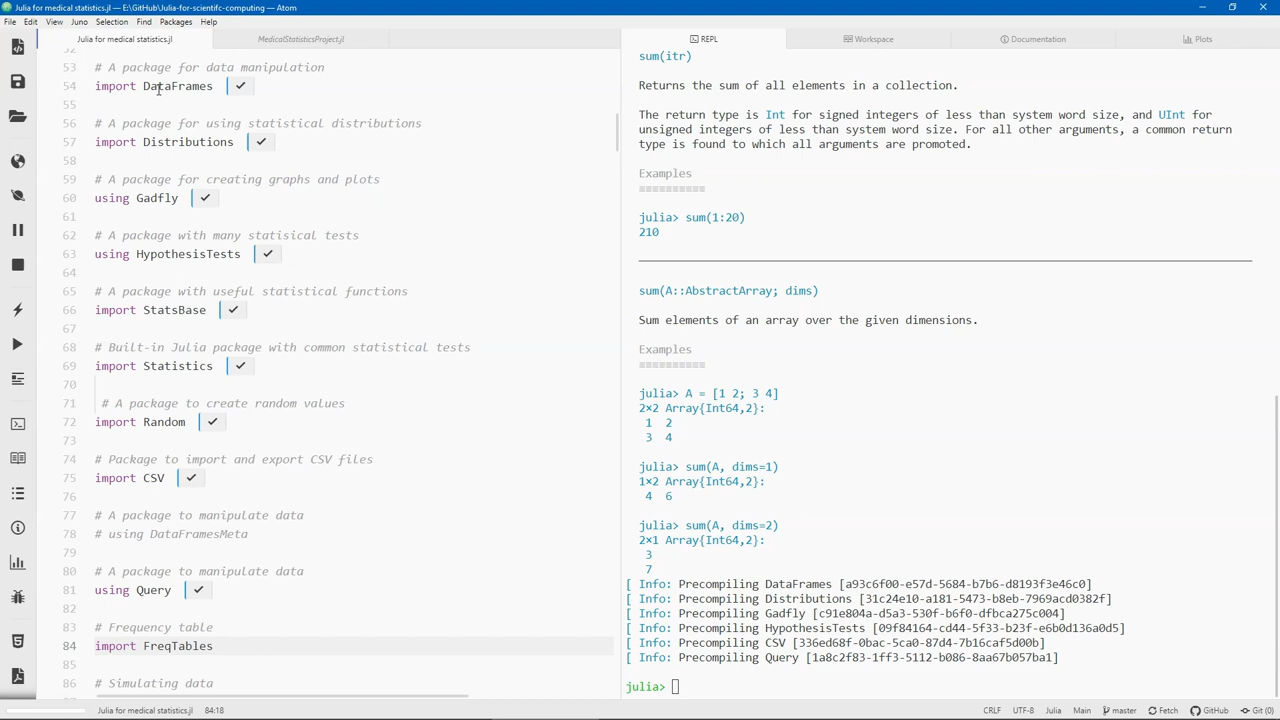 Julia for medical statistics.jl — E:\GitHub\Julia-for-scientifc-computing — Atom
File Edit View Juno Selection Find Packages Help
Julia for medical statistics.jl
MedicalStatisticsProject.jl
REPL
Workspace
Documentation
Plots
52
53 # A package for data manipulation
54 import DataFrames ✓
55
56 # A package for using statistical distributions
57 import Distributions ✓
58
59 # A package for creating graphs and plots
60 using Gadfly ✓
61
62 # A package with many statisical tests
63 using HypothesisTests ✓
64
65 # A package with useful statistical functions
66 import StatsBase ✓
67
68 # Built-in Julia package with common statistical tests
69 import Statistics ✓
70
71 # A package to create random values
72 import Random ✓
73
74 # Package to import and export CSV files
75 import CSV ✓
76
77 # A package to manipulate data
78 # using DataFramesMeta
79
80 # A package to manipulate data
81 using Query ✓
82
83 # Frequency table
84 import FreqTables
85
86 # Simulating data
sum(itr)
Returns the sum of all elements in a collection.
The return type is Int for signed integers of less than system word size, and UInt for
unsigned integers of less than system word size. For all other arguments, a common return
type is found to which all arguments are promoted.
Examples
≡≡≡≡≡≡≡≡≡≡
julia> sum(1:20)
210
sum(A::AbstractArray; dims)
Sum elements of an array over the given dimensions.
Examples
≡≡≡≡≡≡≡≡≡≡
julia> A = [1 2; 3 4]
2×2 Array{Int64,2}:
1 2
3 4
julia> sum(A, dims=1)
1×2 Array{Int64,2}:
4 6
julia> sum(A, dims=2)
2×1 Array{Int64,2}:
3
7
[ Info: Precompiling DataFrames [a93c6f00-e57d-5684-b7b6-d8193f3e46c0]
[ Info: Precompiling Distributions [31c24e10-a181-5473-b8eb-7969acd0382f]
[ Info: Precompiling Gadfly [c91e804a-d5a3-530f-b6f0-dfbca275c004]
[ Info: Precompiling HypothesisTests [09f84164-cd44-5f33-b23f-e6b0d136a0d5]
[ Info: Precompiling CSV [336ed68f-0bac-5ca0-87d4-7b16caf5d00b]
[ Info: Precompiling Query [1a8c2f83-1ff3-5112-b086-8aa67b057ba1]
julia>
Julia for medical statistics.jl 84:18
CRLF UTF-8 Julia Main master Fetch GitHub Git (0)